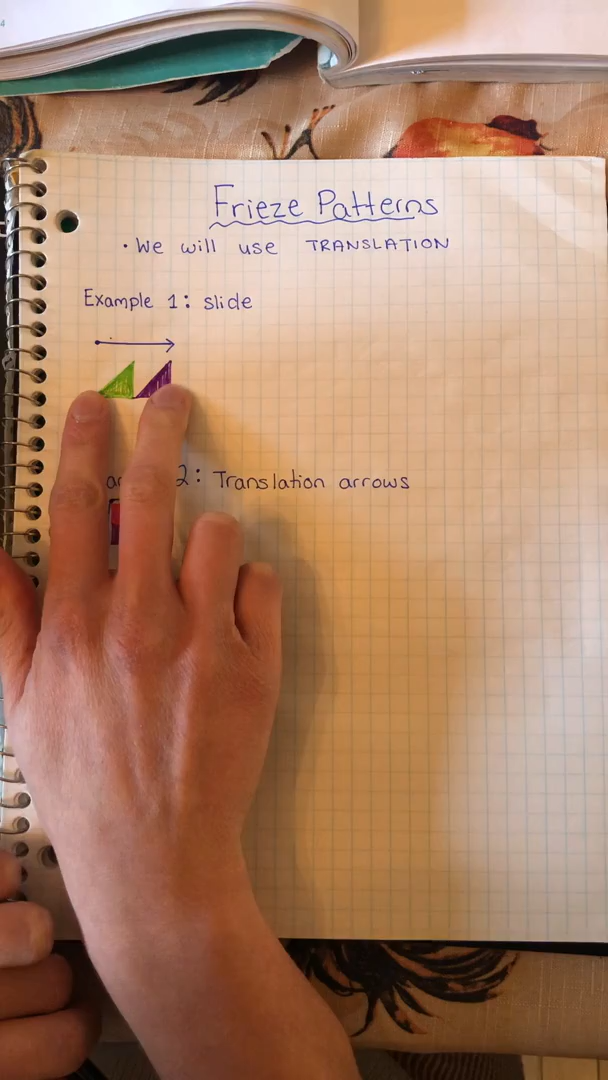 Frieze Patterns
• We will use TRANSLATION
Example 1: slide
2: Translation arrows